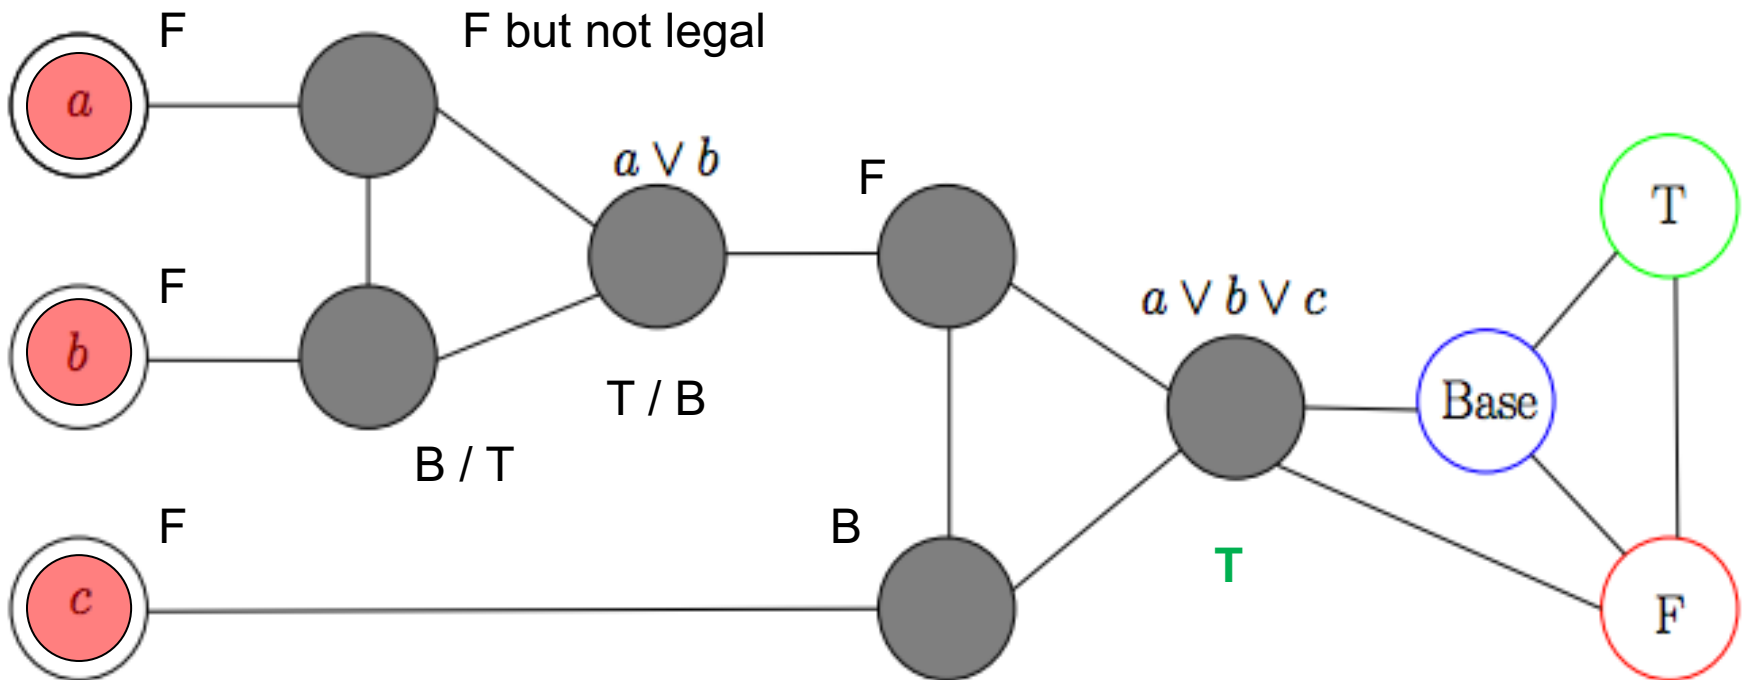 F
F but not legal
a
a ∨ b
F
T
F
b
a ∨ b ∨ c
Base
T / B
B / T
F
B
T
c
F